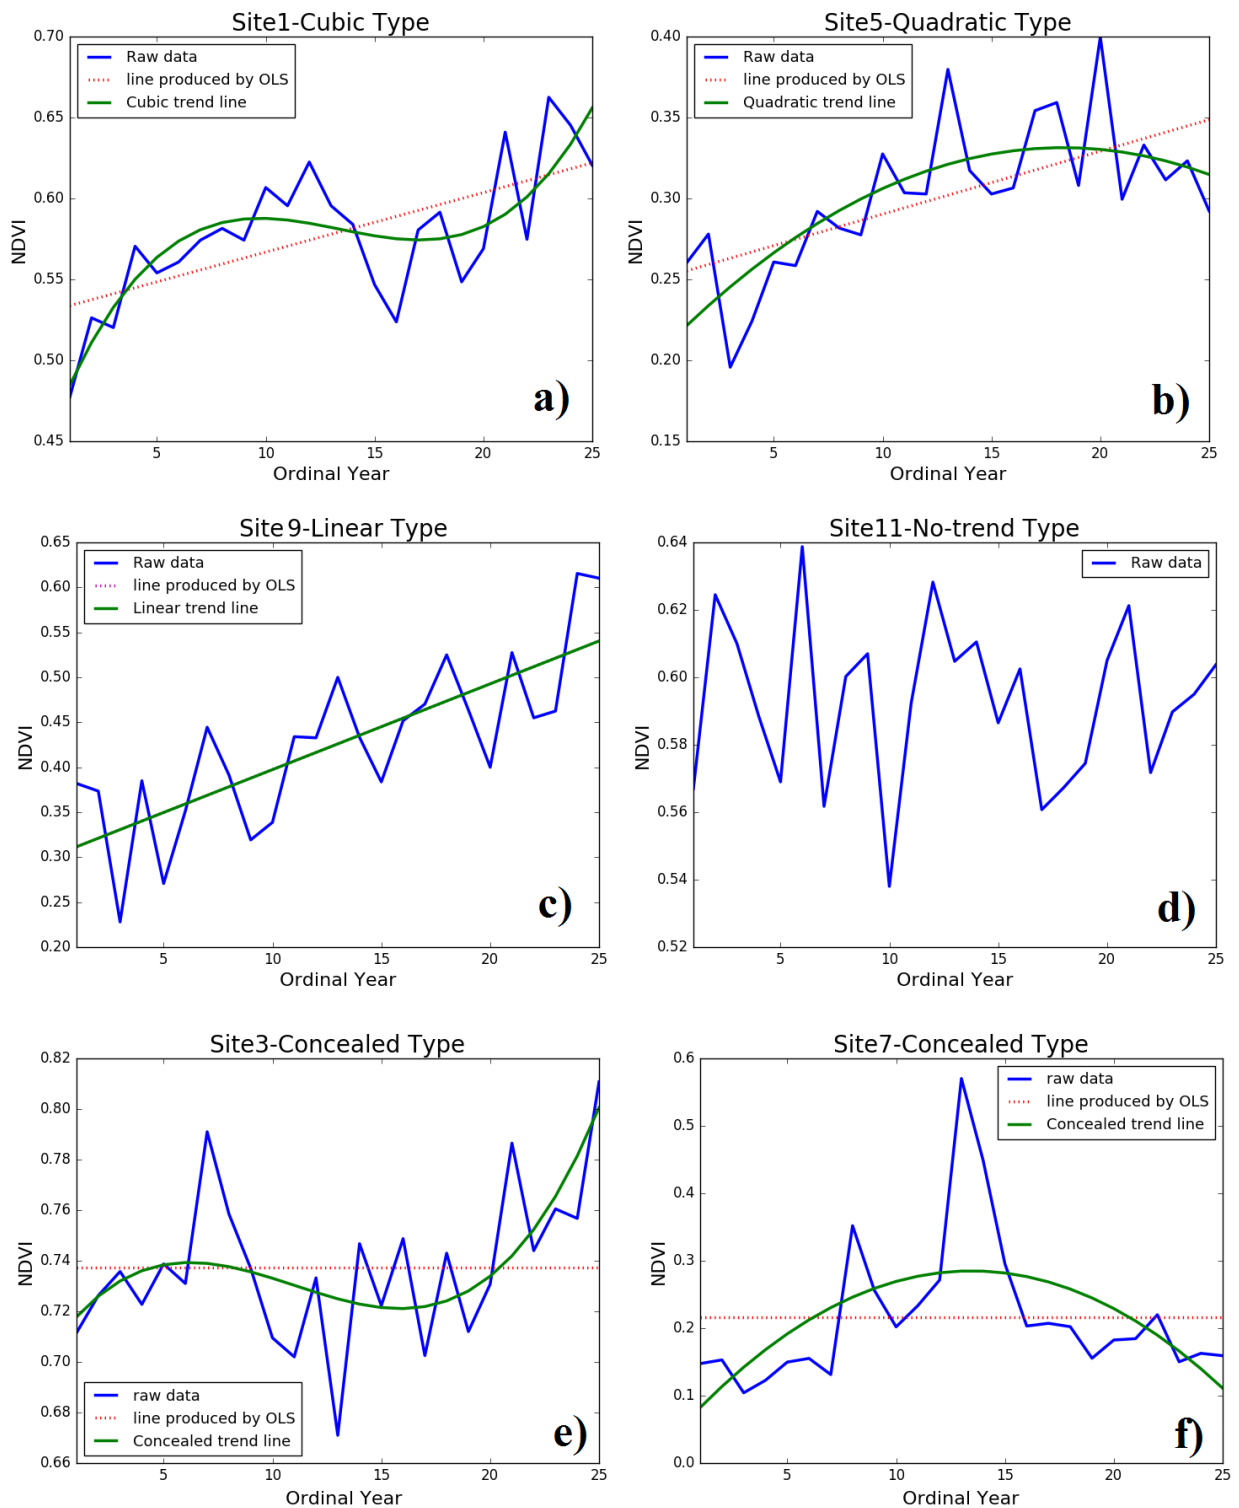 Site1-Cubic Type
0.70
0.65
0.60
0.55
0.50
0.45
NDVI
Raw data
line produced by OLS
Cubic trend line
a)
5
10
15
20
25
Ordinal Year
Site5-Quadratic Type
0.40
0.35
0.30
0.25
0.20
0.15
NDVI
Raw data
line produced by OLS
Quadratic trend line
b)
5
10
15
20
25
Ordinal Year
Site9-Linear Type
0.65
0.60
0.55
0.50
0.45
0.40
0.35
0.30
0.25
0.20
NDVI
Raw data
line produced by OLS
Linear trend line
c)
5
10
15
20
25
Ordinal Year
Site11-No-trend Type
0.64
0.62
0.60
0.58
0.56
0.54
0.52
NDVI
Raw data
d)
5
10
15
20
25
Ordinal Year
Site3-Concealed Type
0.82
0.80
0.78
0.76
0.74
0.72
0.70
0.68
0.66
NDVI
raw data
line produced by OLS
Concealed trend line
e)
5
10
15
20
25
Ordinal Year
Site7-Concealed Type
0.6
0.5
0.4
0.3
0.2
0.1
0.0
NDVI
raw data
line produced by OLS
Concealed trend line
f)
5
10
15
20
25
Ordinal Year